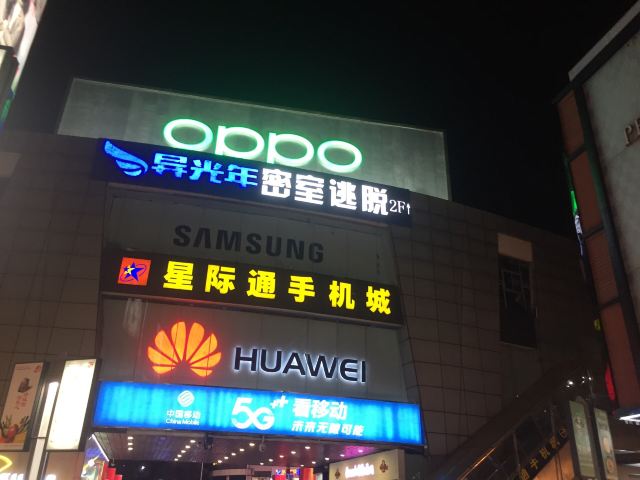 oppo
昇光年密室逃脱2F↑
SAMSUNG
星际通手机城
HUAWEI
中国移动
China Mobile
5G++ 看移动
未来无限可能